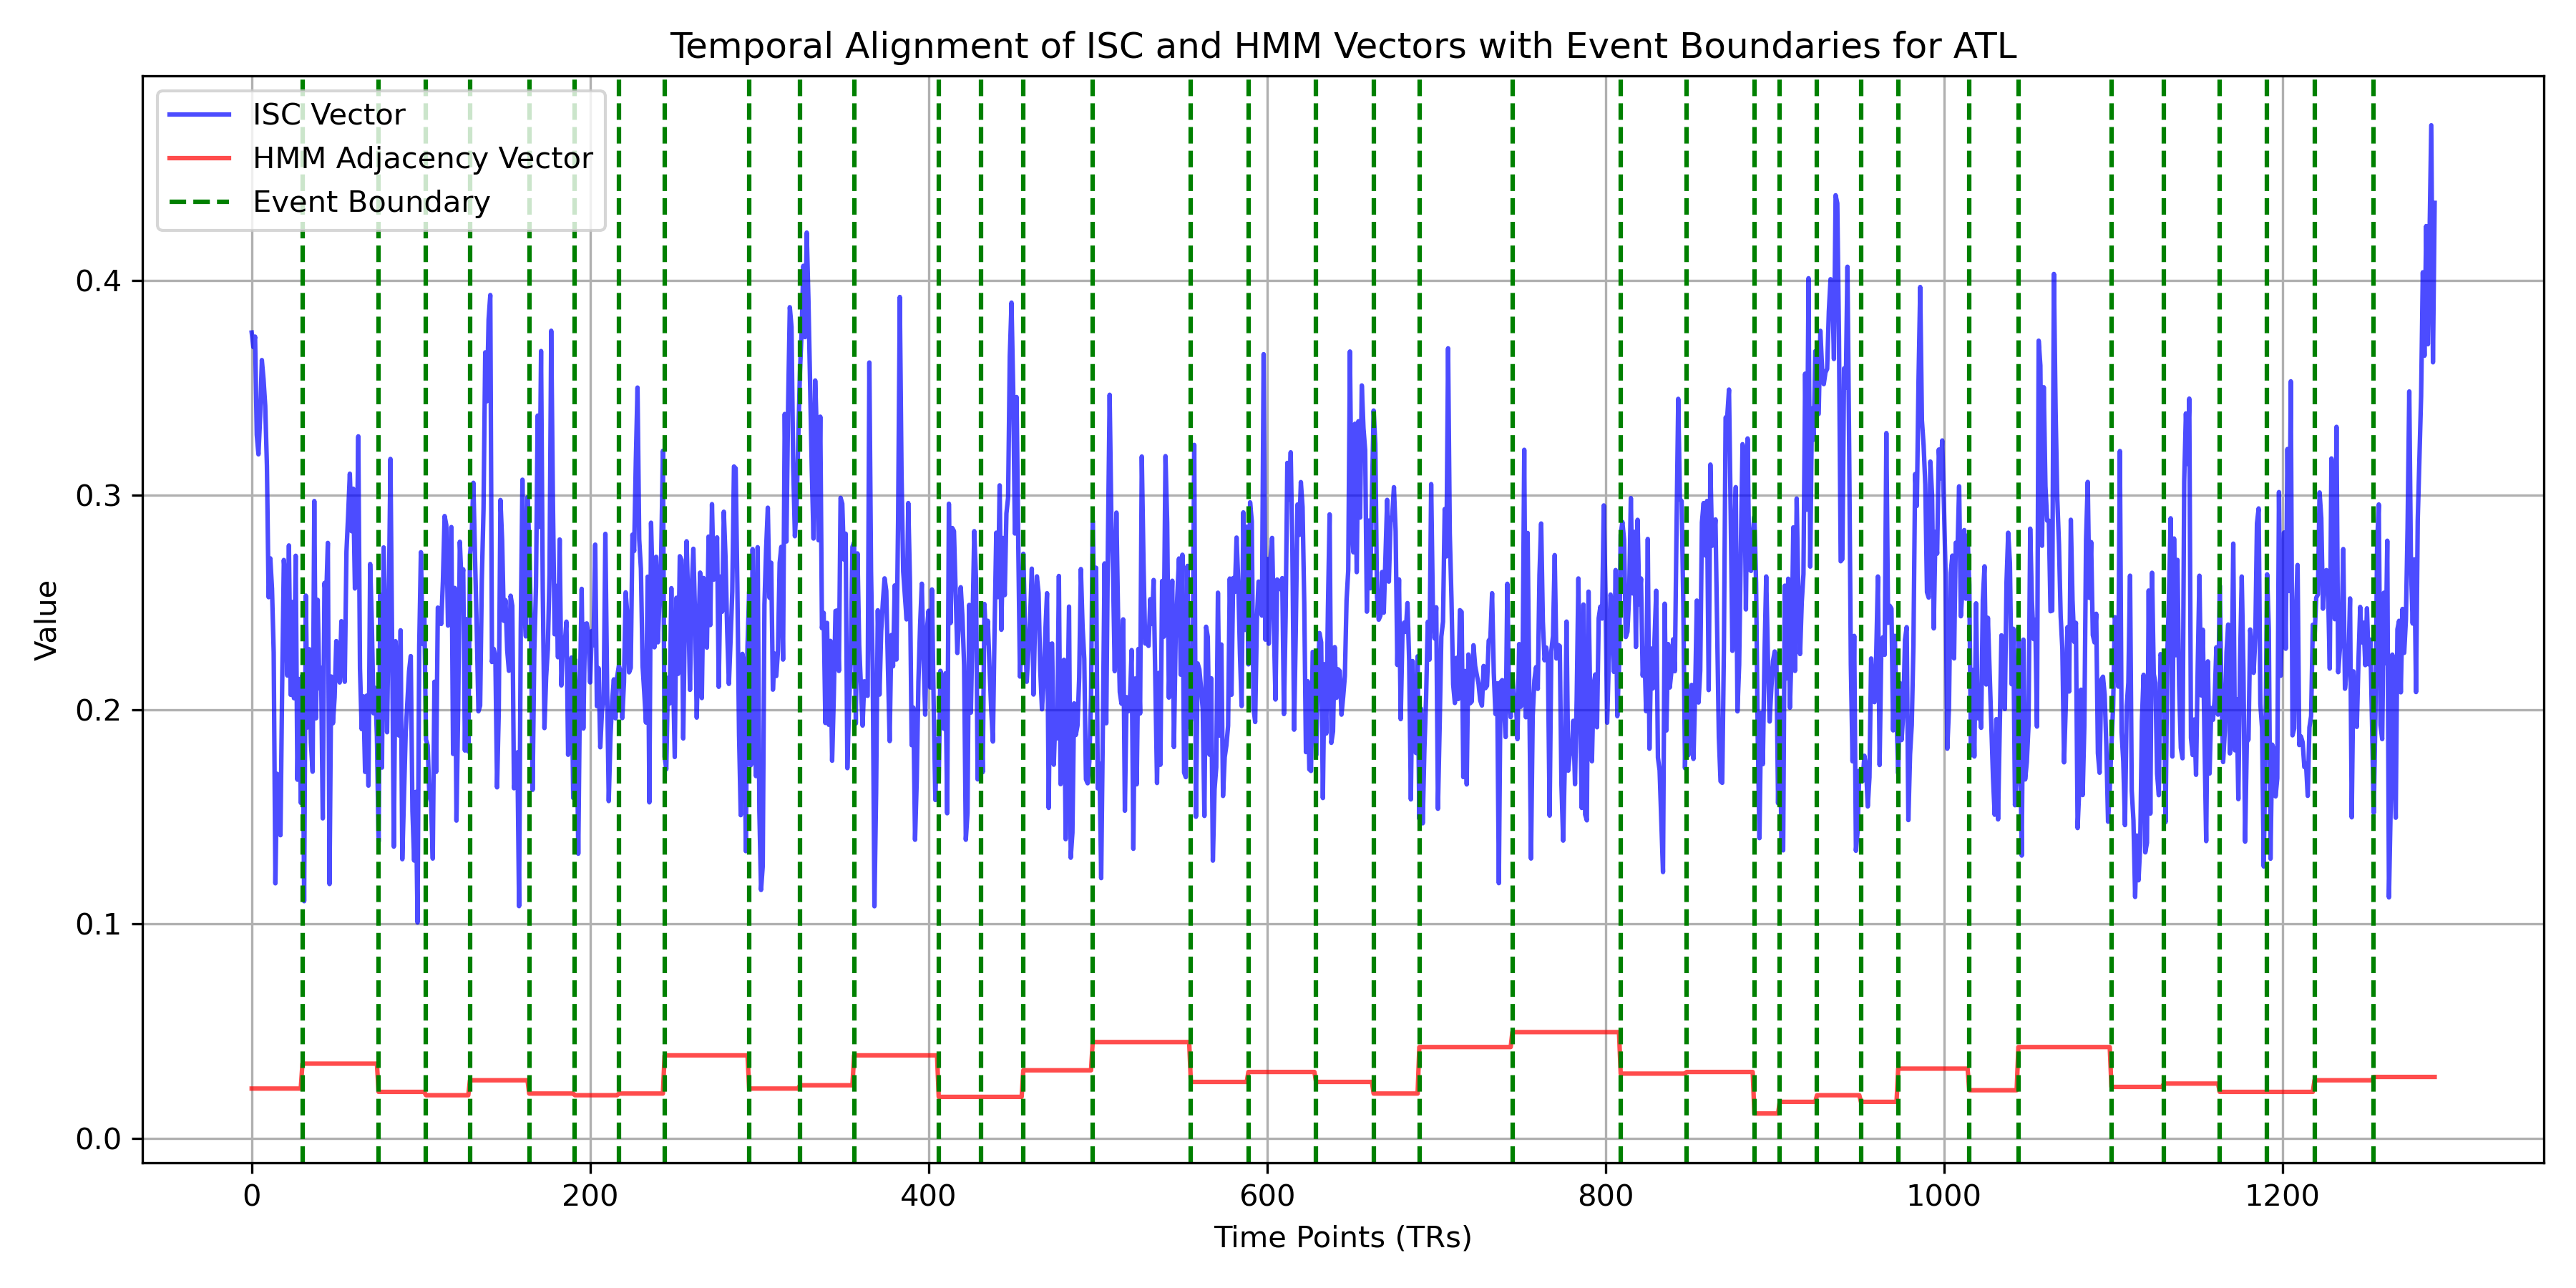 Temporal Alignment of ISC and HMM Vectors with Event Boundaries for ATL
ISC Vector
HMM Adjacency Vector
Event Boundary
Value
0.4
0.3
0.2
0.1
0.0
0 200 400 600 800 1000 1200
Time Points (TRs)